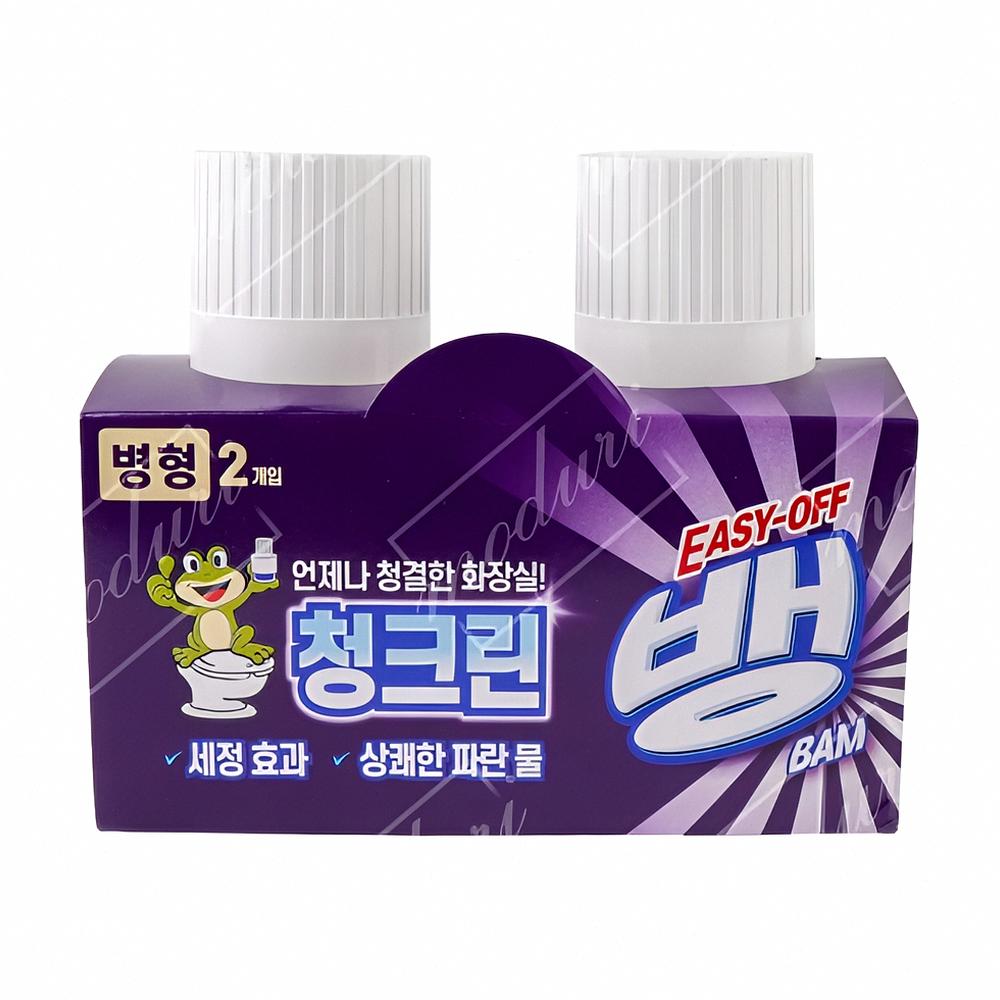 병형 2개입
언제나 청결한 화장실!
청크린
세정 효과 상쾌한 파란 물
EASY-OFF
뱅
BAM
moduri